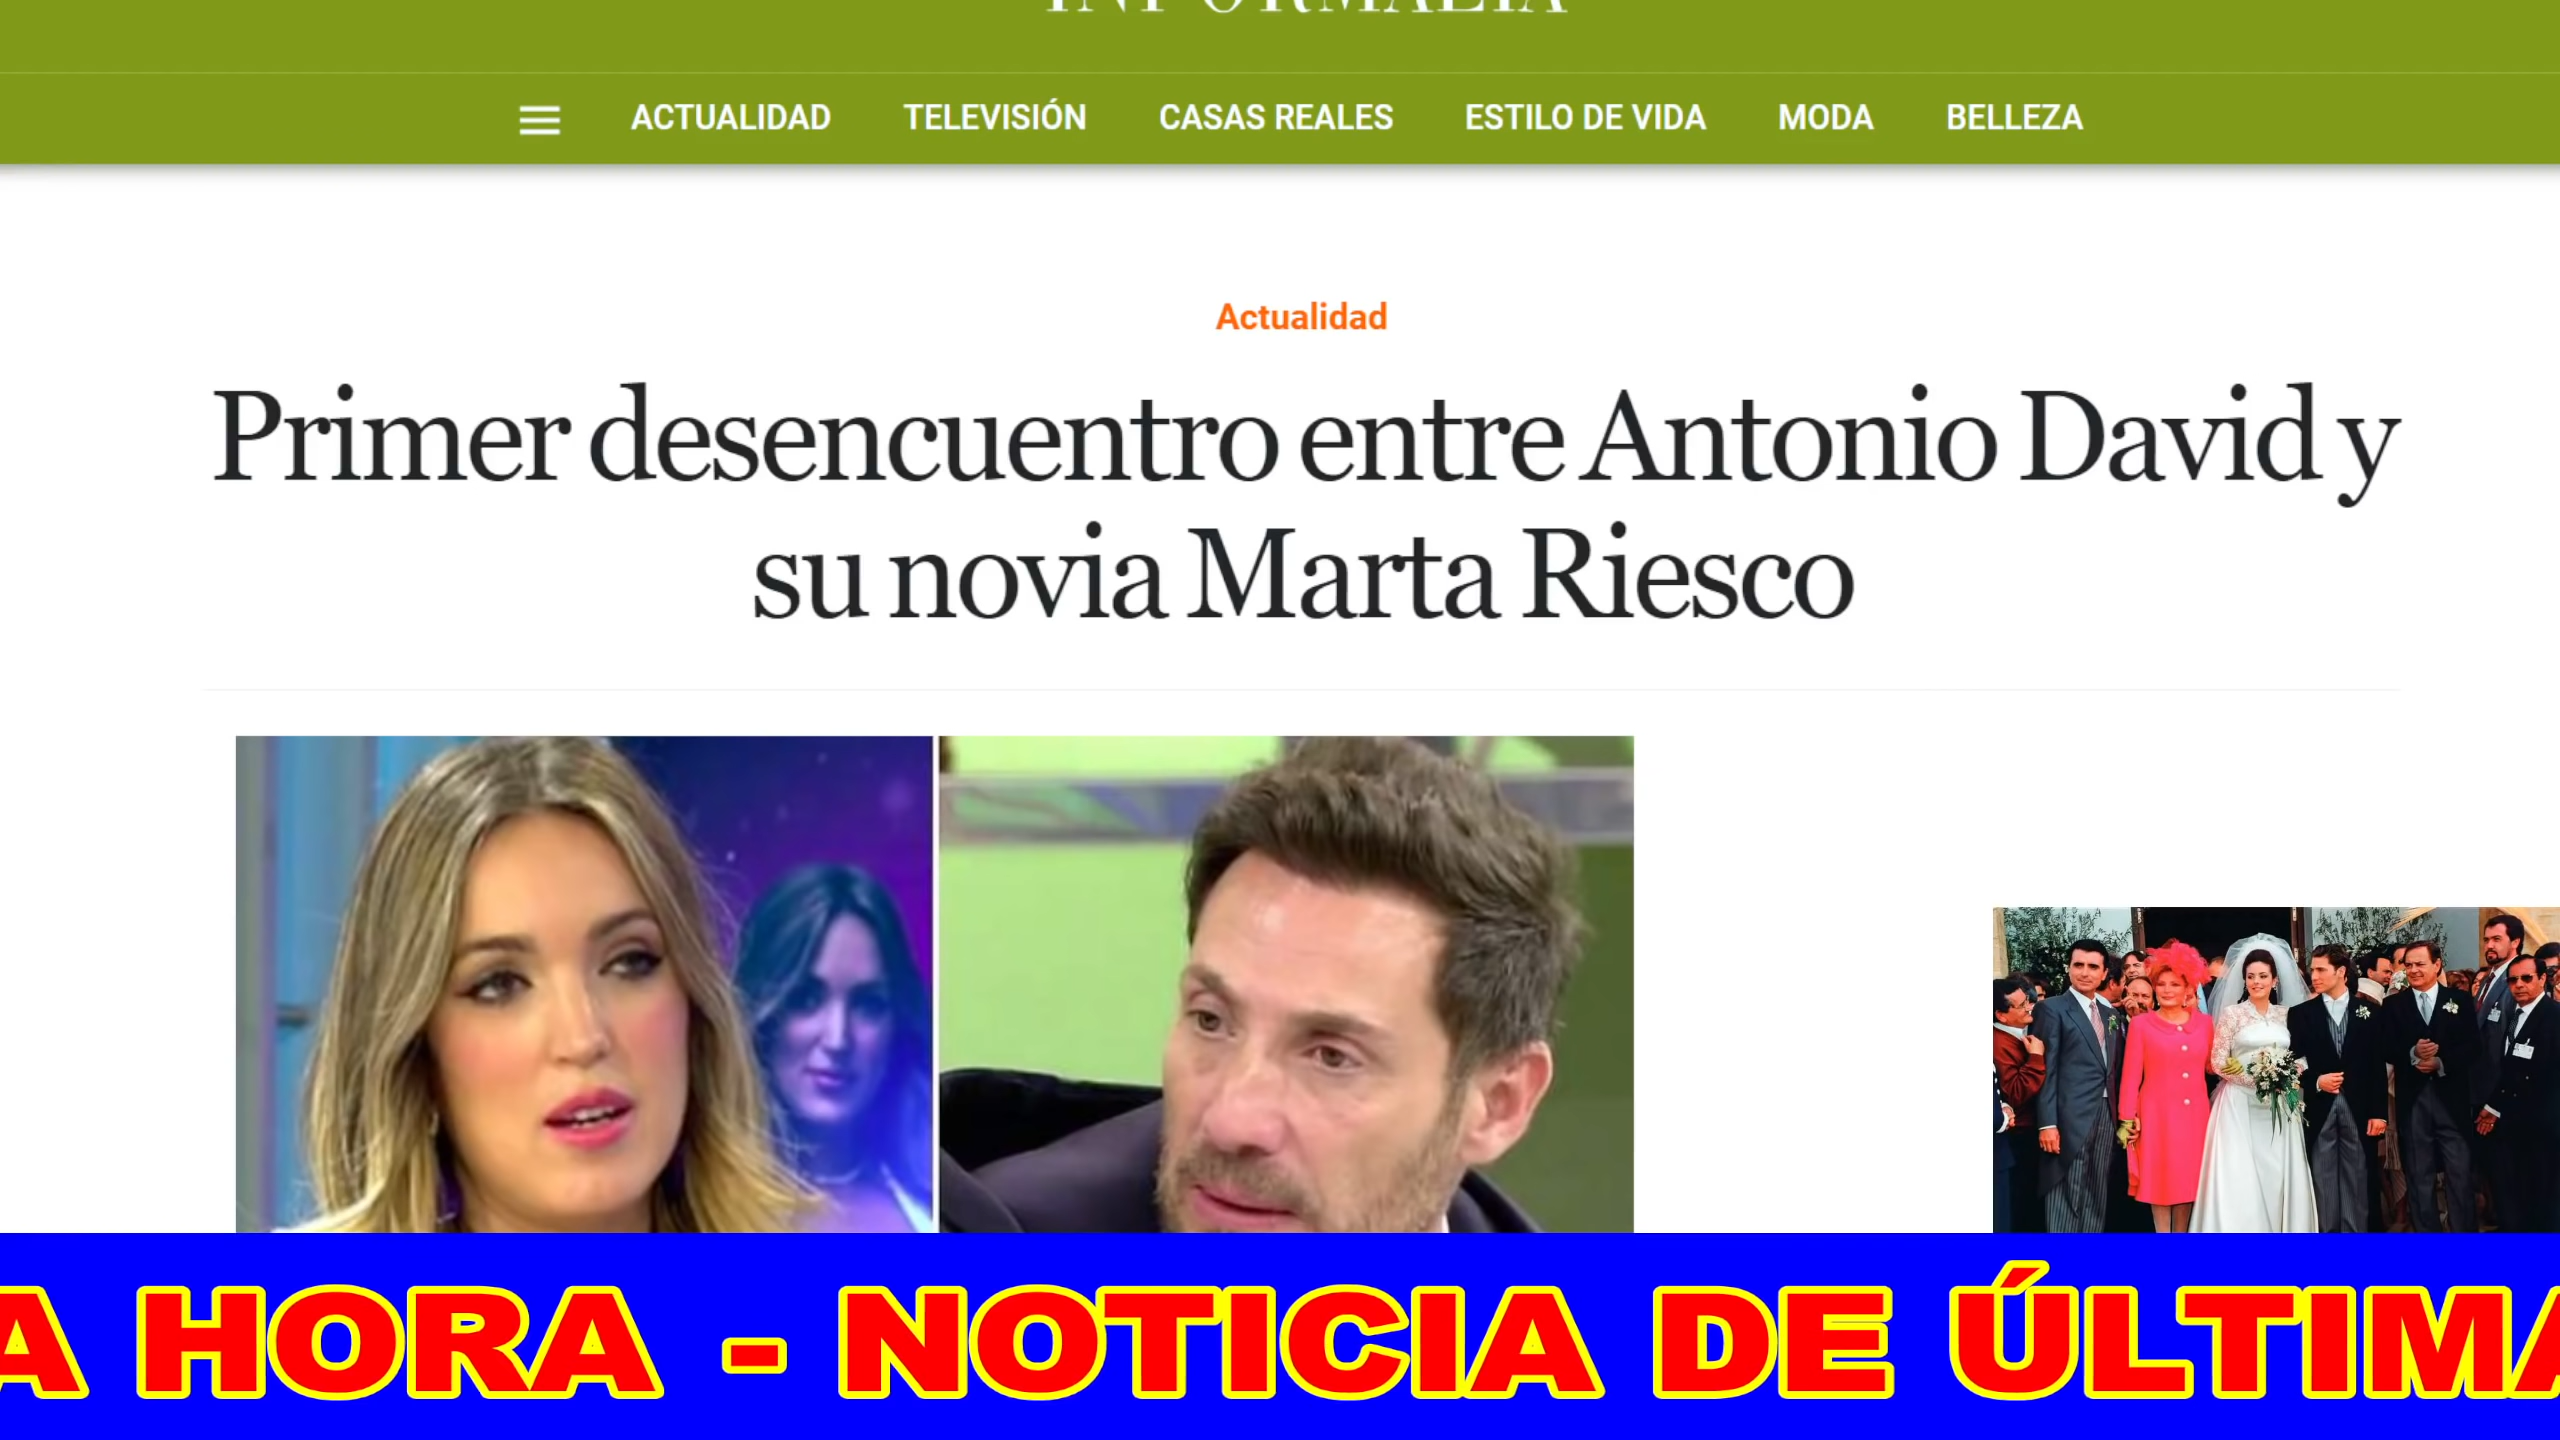 INFORMALIA
ACTUALIDAD TELEVISIÓN CASAS REALES ESTILO DE VIDA MODA BELLEZA
Actualidad
Primer desencuentro entre Antonio David y
su novia Marta Riesco
A HORA - NOTICIA DE ÚLTIMA